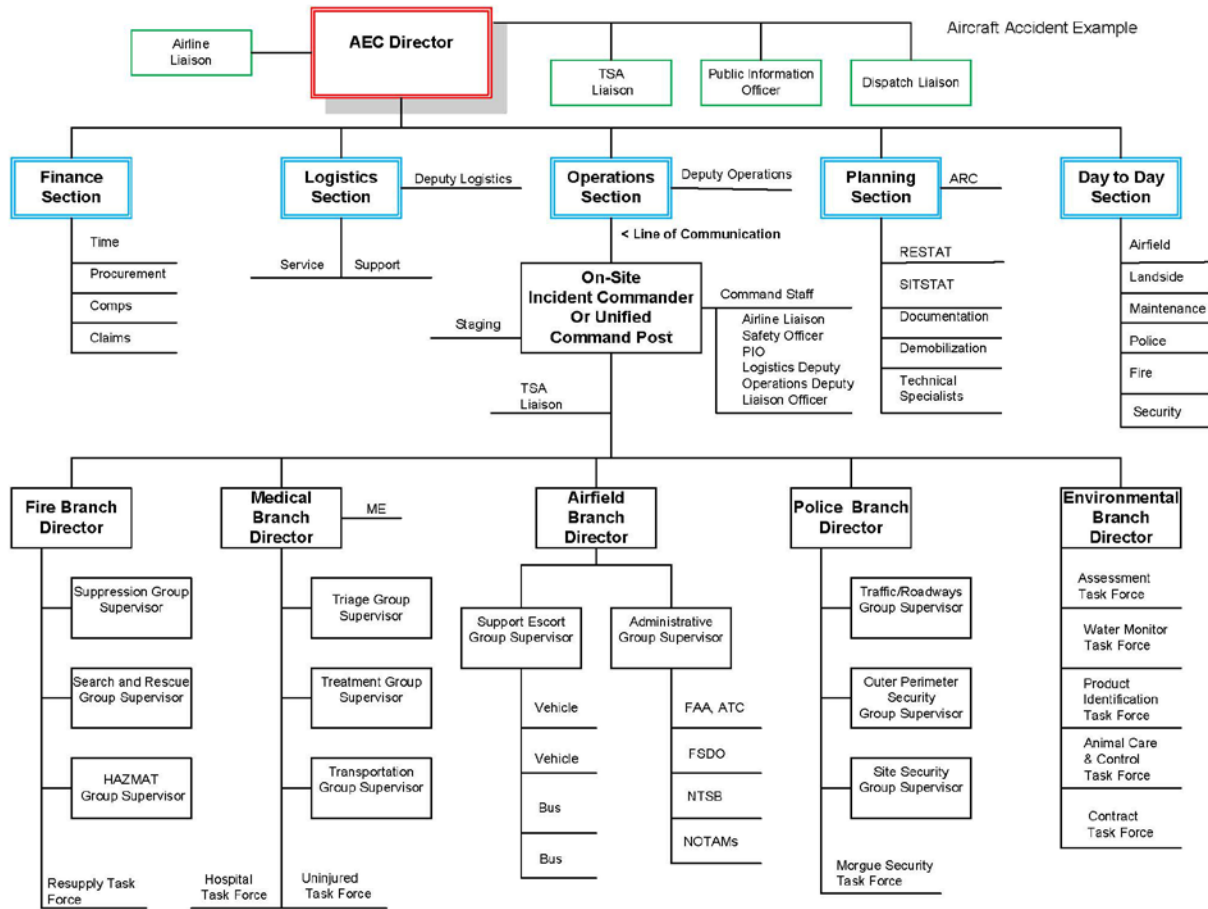 Aircraft Accident Example
Airline
Liaison
AEC Director
TSA
Liaison
Public Information
Officer
Dispatch Liaison
Finance
Section
Logistics
Section
Deputy Logistics
Operations
Section
Deputy Operations
Planning
Section
ARC
Day to Day
Section
Time
Procurement
Comps
Claims
Service
Support
< Line of Communication
On-Site
Incident Commander
Or Unified
Command Post
Staging
Command Staff
Airline Liaison
Safety Officer
PIO
Logistics Deputy
Operations Deputy
Liaison Officer
TSA
Liaison
RESTAT
SITSTAT
Documentation
Demobilization
Technical
Specialists
Airfield
Landside
Maintenance
Police
Fire
Security
Fire Branch
Director
Medical
Branch
Director
ME
Airfield
Branch
Director
Police Branch
Director
Environmental
Branch
Director
Suppression Group
Supervisor
Search and Rescue
Group Supervisor
HAZMAT
Group Supervisor
Resupply Task
Force
Triage Group
Supervisor
Treatment Group
Supervisor
Transportation
Group Supervisor
Hospital
Task Force
Uninjured
Task Force
Support Escort
Group Supervisor
Vehicle
Vehicle
Bus
Bus
Administrative
Group Supervisor
FAA, ATC
FSDO
NTSB
NOTAMs
Traffic/Roadways
Group Supervisor
Outer Perimeter
Security
Group Supervisor
Site Security
Group Supervisor
Morgue Security
Task Force
Assessment
Task Force
Water Monitor
Task Force
Product
Identification
Task Force
Animal Care
& Control
Task Force
Contract
Task Force